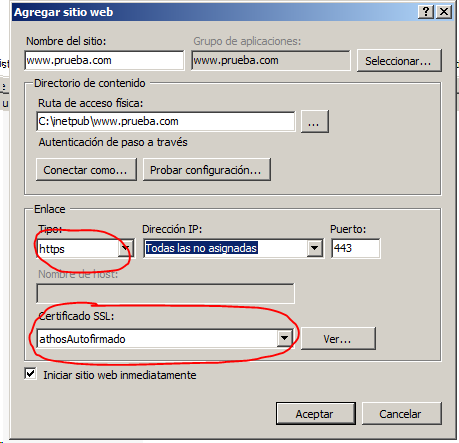 Agregar sitio web
Nombre del sitio:
Grupo de aplicaciones:
www.prueba.com
www.prueba.com
Seleccionar...
Directorio de contenido
Ruta de acceso física:
C:\inetpub\www.prueba.com
...
Autenticación de paso a través
Conectar como...
Probar configuración...
Enlace
Tipo:
Dirección IP:
Puerto:
https
Todas las no asignadas
443
Nombre de host:
Certificado SSL:
athosAutofirmado
Ver...
Iniciar sitio web inmediatamente
Aceptar
Cancelar